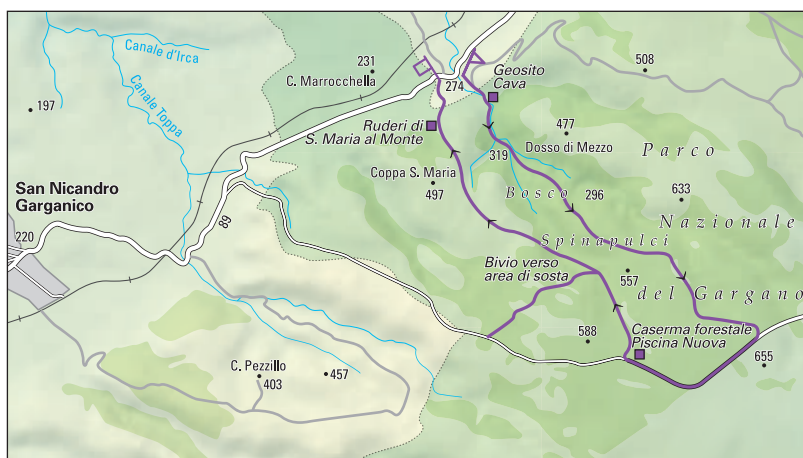 Canale d'Irca
231
C. Marrocchella
508
Geosito
Cava
274
197
Canale Toppa
Ruderi di
S. Maria al Monte
477
Dosso di Mezzo
319
Parco
Coppa S. Maria
497
Bosco
296
633
San Nicandro
Garganico
220
89
Nazionale
Spinapulci
Bivio verso
area di sosta
557
del Gargano
588
Caserma forestale
Piscina Nuova
655
C. Pezzillo
403
457